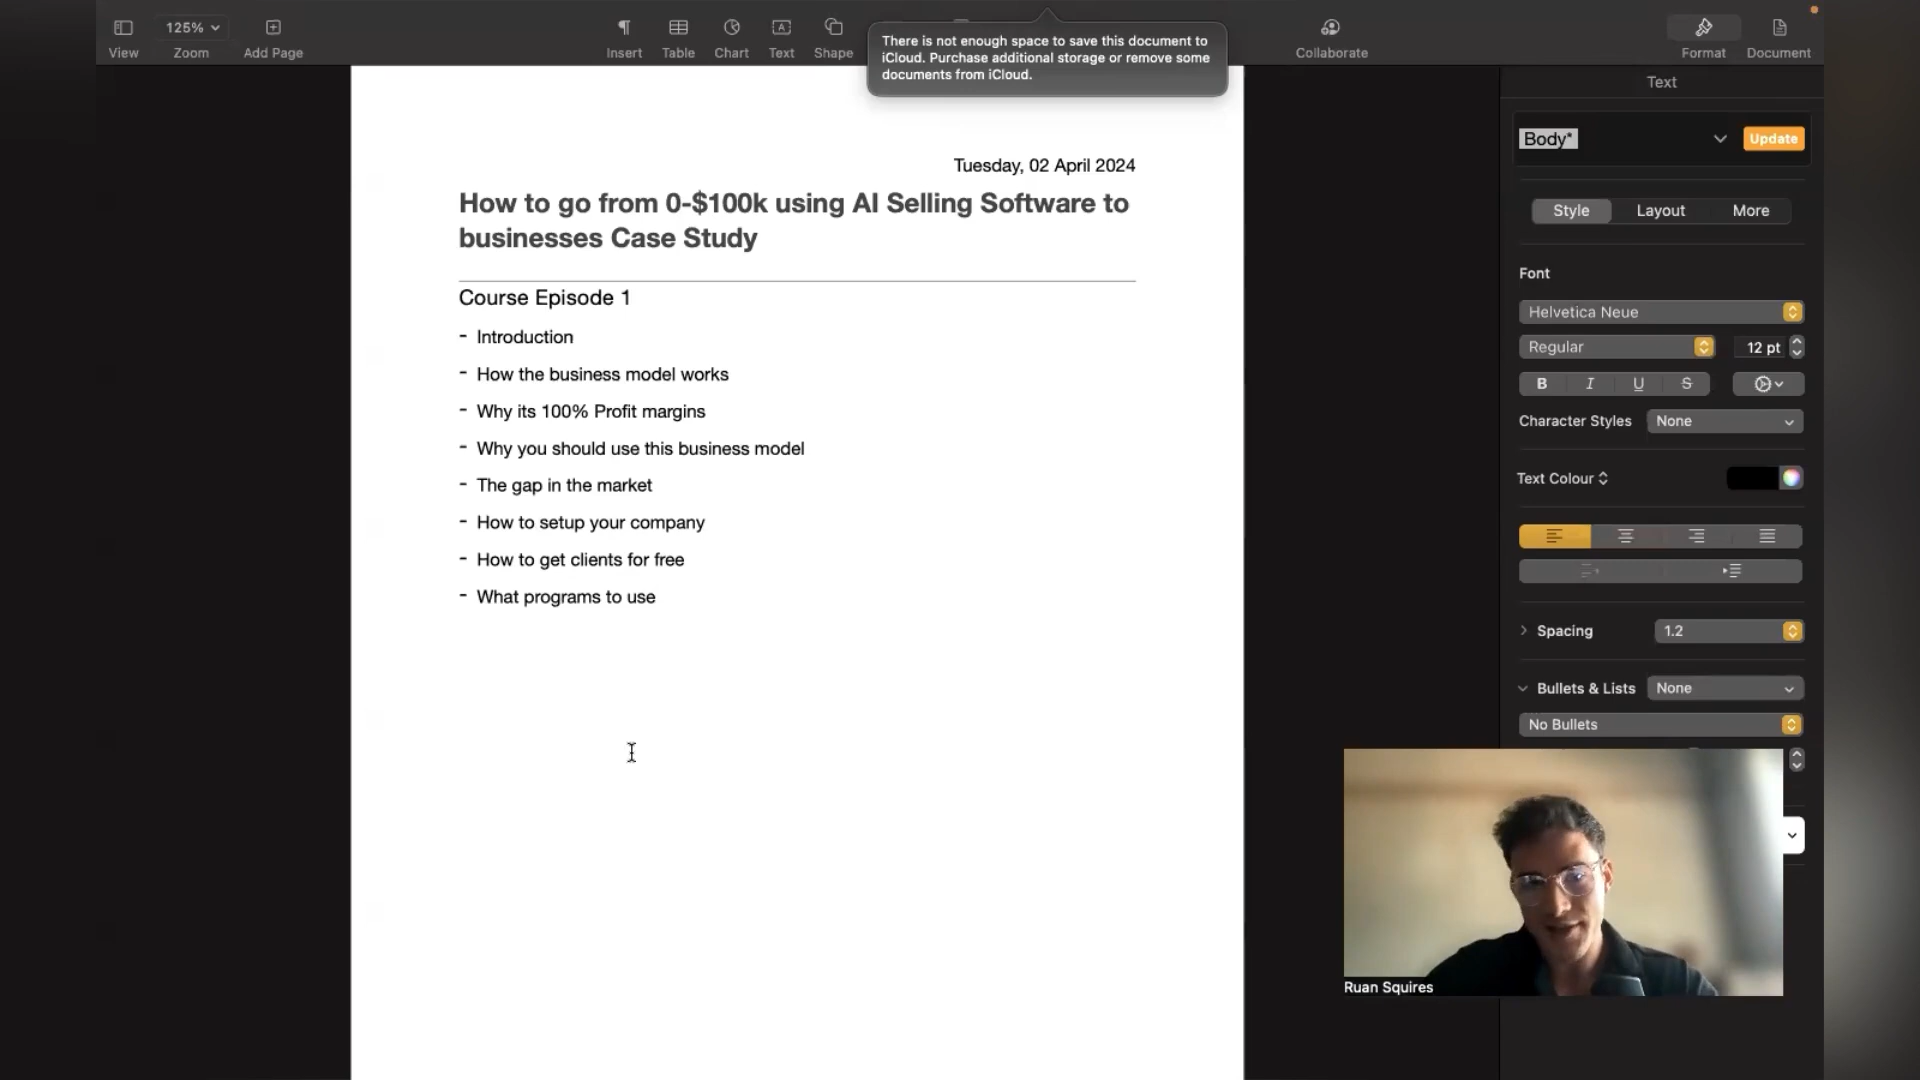 125%
View
Zoom
Add Page
Insert
Table
Chart
Text
Shape
There is not enough space to save this document to
iCloud. Purchase additional storage or remove some
documents from iCloud.
Collaborate
Format
Document
Text
Body*
Update
Style
Layout
More
Font
Helvetica Neue
Regular
12 pt
B I U S
Character Styles
None
Text Colour
Spacing
1.2
Bullets & Lists
None
No Bullets
Tuesday, 02 April 2024
How to go from 0-$100k using AI Selling Software to
businesses Case Study
Course Episode 1
- Introduction
- How the business model works
- Why its 100% Profit margins
- Why you should use this business model
- The gap in the market
- How to setup your company
- How to get clients for free
- What programs to use
Ruan Squires